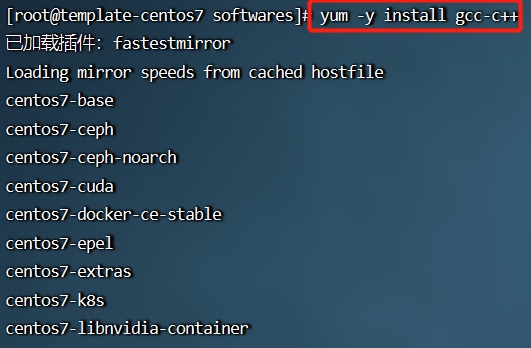 [root@template-centos7 softwares]# yum -y install gcc-c++
已加载插件：fastestmirror
Loading mirror speeds from cached hostfile
centos7-base
centos7-ceph
centos7-ceph-noarch
centos7-cuda
centos7-docker-ce-stable
centos7-epel
centos7-extras
centos7-k8s
centos7-libnvidia-container